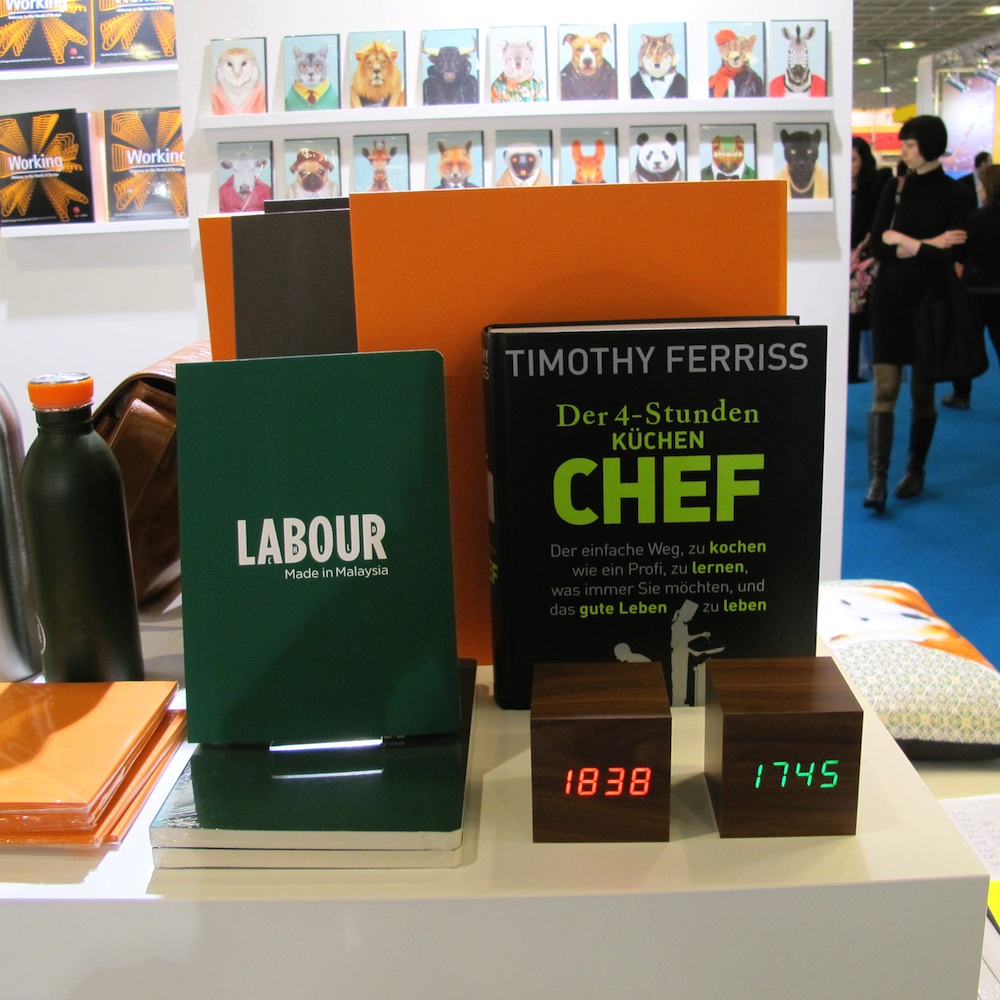 Working
Working
TIMOTHY FERRISS
Der 4-Stunden
KÜCHEN
CHEF
Der einfache Weg, zu kochen
wie ein Profi, zu lernen,
was immer Sie möchten, und
das gute Leben zu leben
LABOUR
CHILD
Made in Malaysia
1838
1745